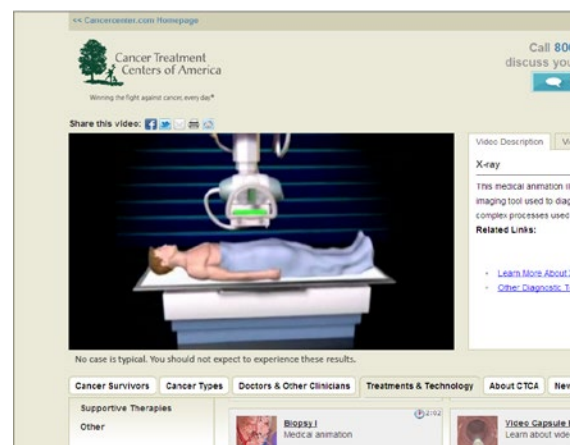 << Cancercenter.com Homepage
Cancer Treatment
Centers of America
Winning the fight against cancer, every day®
Call 80
discuss you
Share this video:
Video Description
X-ray
This medical animation
imaging tool used to diag
complex processes used
Related Links:
Learn More About
Other Diagnostic T
No case is typical. You should not expect to experience these results.
Cancer Survivors
Cancer Types
Doctors & Other Clinicians
Treatments & Technology
About CTCA
New
Supportive Therapies
Other
Biopsy I
Medical animation
2:02
Video Capsule
Learn about vide